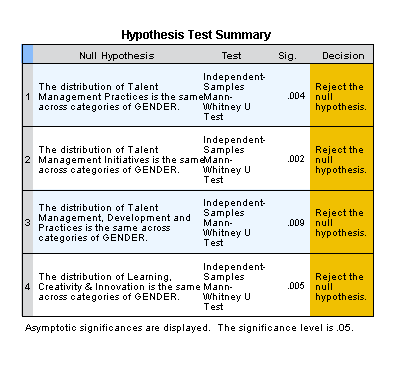 Hypothesis Test Summary
Null Hypothesis Test Sig. Decision
1
The distribution of Talent
Management Practices is the same
across categories of GENDER.
Independent-
Samples
Mann-
Whitney U
Test
.004
Reject the
null
hypothesis.
2
The distribution of Talent
Management Initiatives is the same
across categories of GENDER.
Independent-
Samples
Mann-
Whitney U
Test
.002
Reject the
null
hypothesis.
3
The distribution of Talent
Management, Development and
Practices is the same across
categories of GENDER.
Independent-
Samples
Mann-
Whitney U
Test
.009
Reject the
null
hypothesis.
4
The distribution of Learning,
Creativity & Innovation is the same
across categories of GENDER.
Independent-
Samples
Mann-
Whitney U
Test
.005
Reject the
null
hypothesis.
Asymptotic significances are displayed. The significance level is .05.